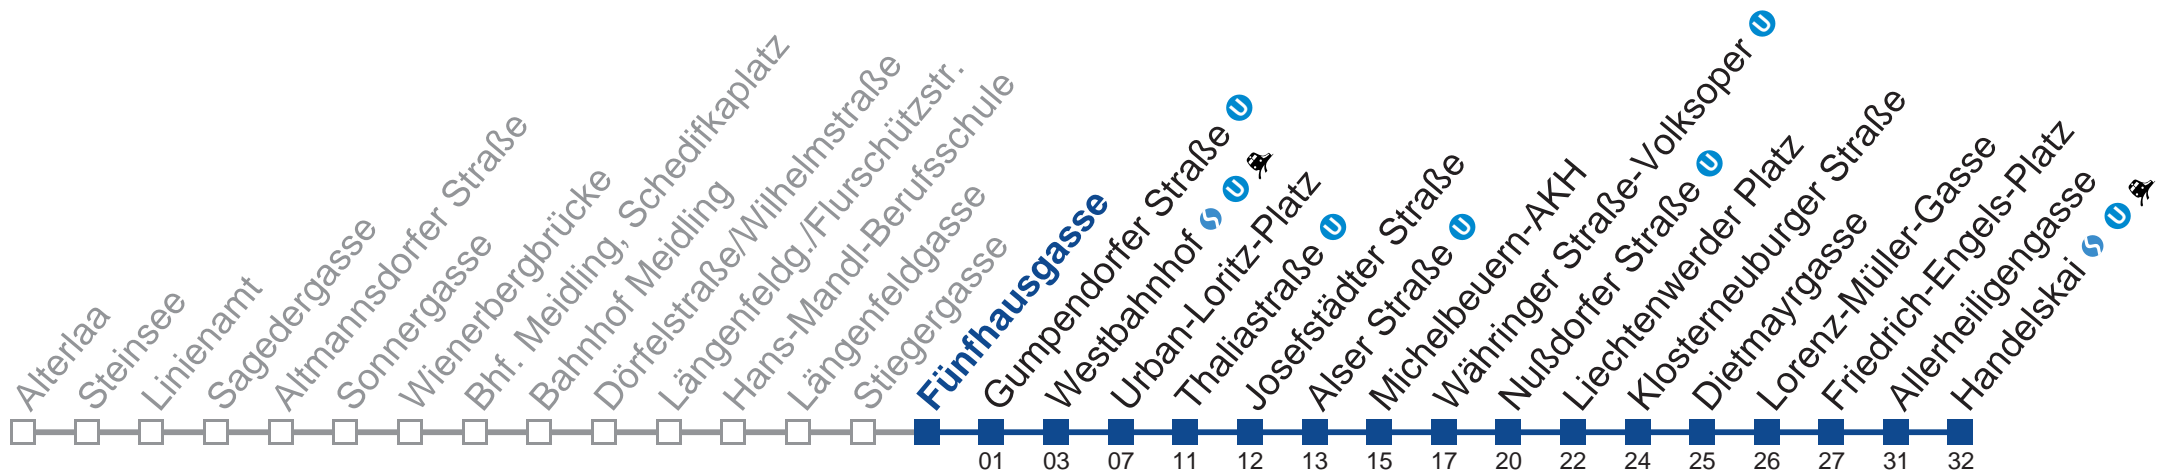 Alterlaa
Steinsee
Linienamt
Sagedergasse
Altmannsdorfer Straße
Sonnergasse
Wienerbergbrücke
Bhf. Meidling, Schedifkaplatz
Bahnhof Meidling
Dörfelstraße/Wilhelmstraße
Längenfeldg./Flurschützstr.
Hans-Mandl-Berufsschule
Längenfeldgasse
Stiegergasse
Fünfhausgasse
Gumpendorfer Straße U
Westbahnhof S U
Urban-Loritz-Platz
Thaliastraße U
Josefstädter Straße
Alser Straße U
Michelbeuern-AKH
Währinger Straße-Volksoper U
Nußdorfer Straße U
Liechtenwerder Platz
Klosterneuburger Straße
Dietmayrgasse
Lorenz-Müller-Gasse
Friedrich-Engels-Platz
Allerheiligengasse
Handelskai S U
01 03 07 11 12 13 15 17 20 22 24 25 26 27 31 32